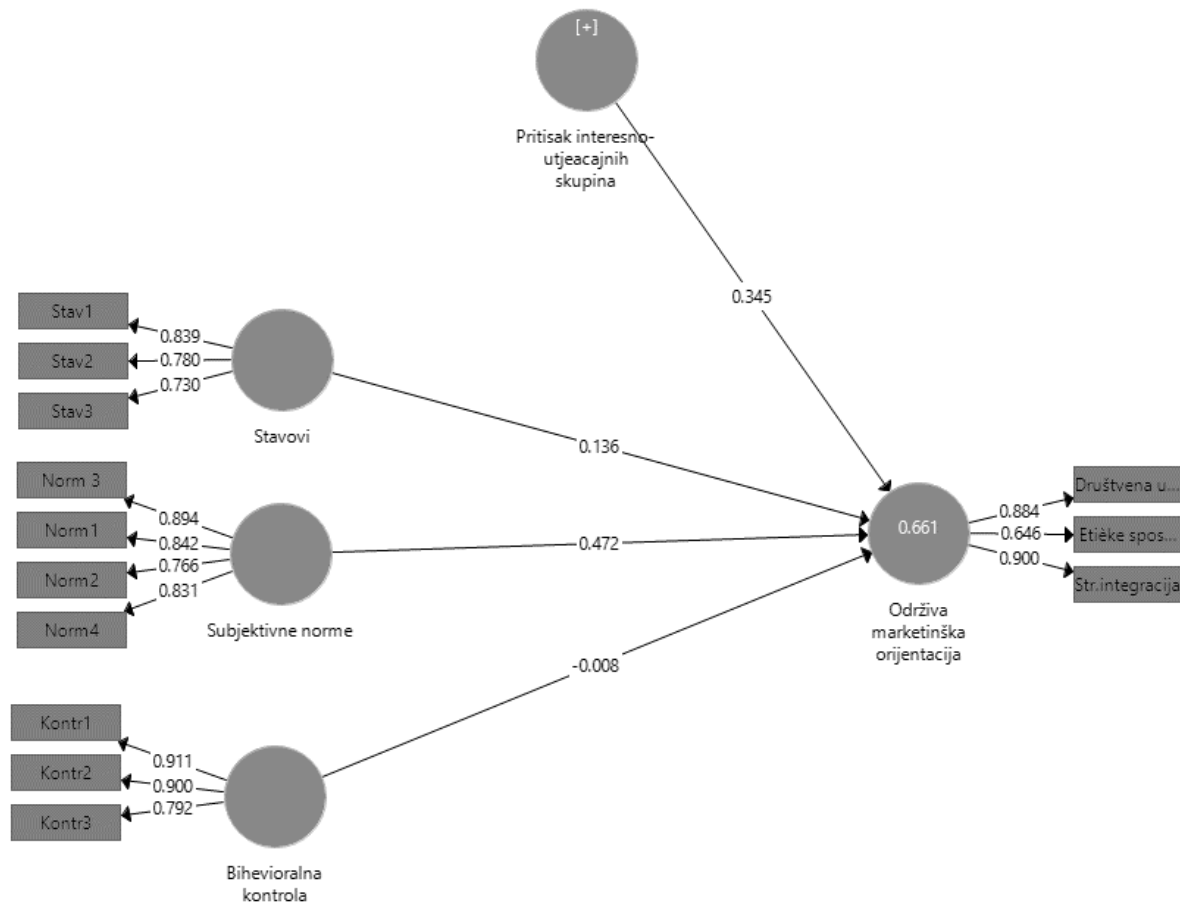 [+]
Pritisak interesno-
utjeacajnih
skupina
0.345
Stav1
Stav2
Stav3
0.839
0.780
0.730
Stavovi
0.136
Norm 3
Norm1
Norm2
Norm4
0.894
0.842
0.766
0.831
Subjektivne norme
0.472
Kontr1
Kontr2
Kontr3
0.911
0.900
0.792
Bihevioralna
kontrola
-0.008
0.661
Održiva
marketinška
orijentacija
0.884
0.646
0.900
Društvena u...
Etièke spos...
Str.integracija